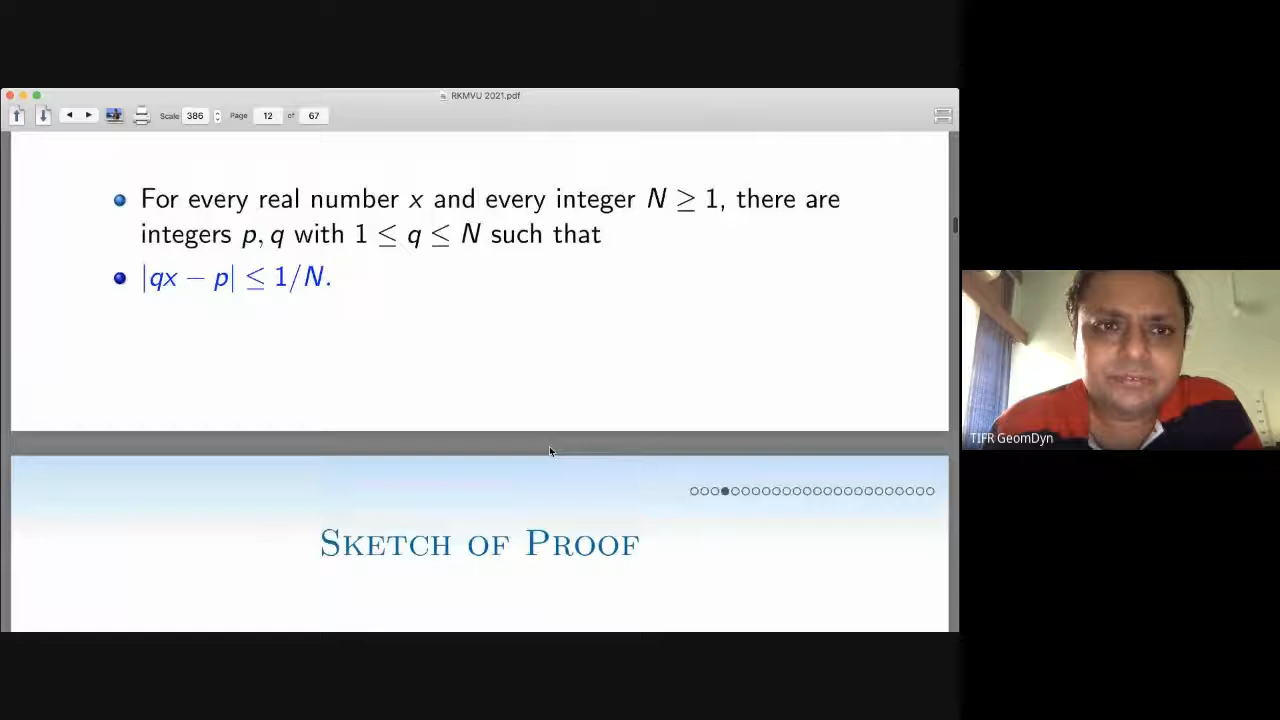 RKMVU 2021.pdf
Scale 386 Page 12 of 67
For every real number x and every integer N ≥ 1, there are
integers p, q with 1 ≤ q ≤ N such that
|qx − p| ≤ 1/N.
TIFR GeomDyn
SKETCH OF PROOF